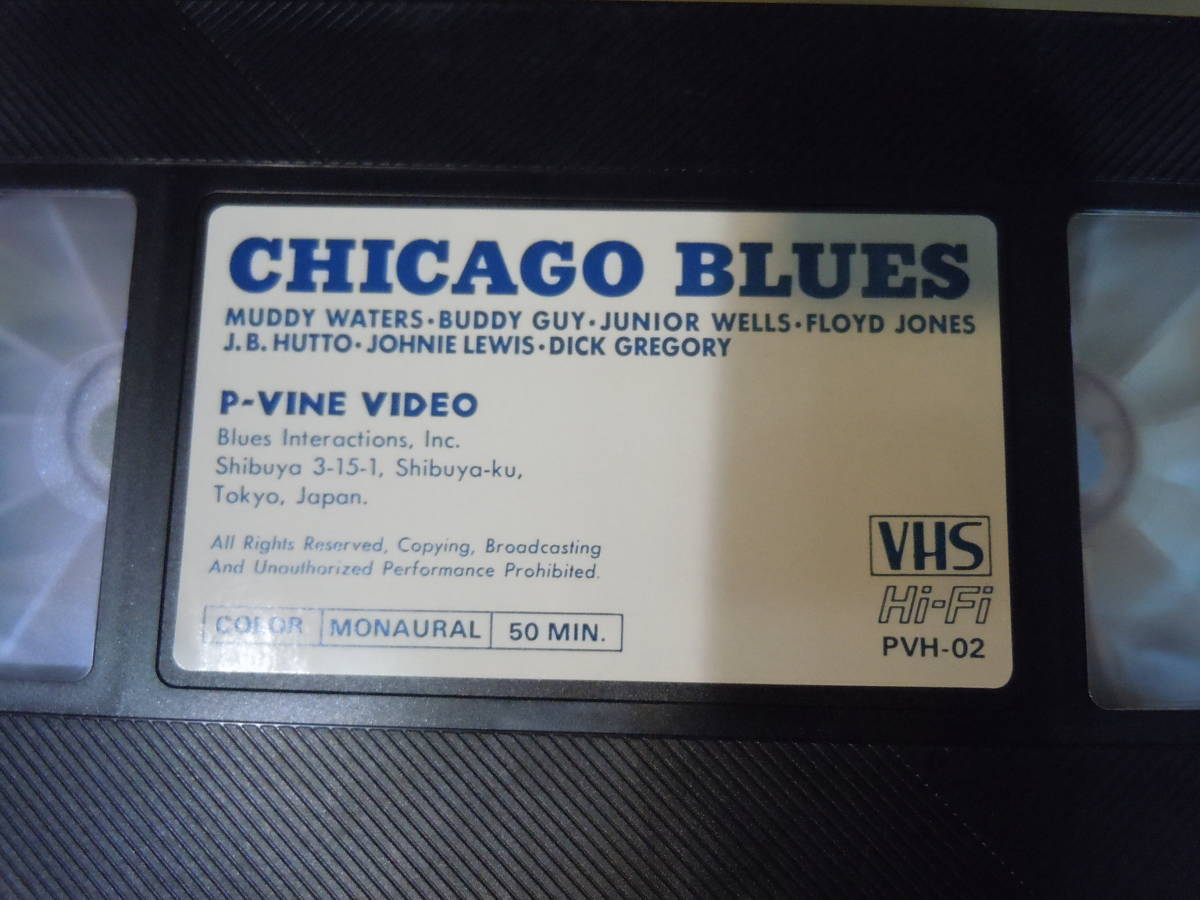 CHICAGO BLUES
MUDDY WATERS·BUDDY GUY·JUNIOR WELLS·FLOYD JONES
J.B. HUTTO·JOHNIE LEWIS·DICK GREGORY
P-VINE VIDEO
Blues Interactions, Inc.
Shibuya 3-15-1, Shibuya-ku,
Tokyo, Japan.
All Rights Reserved, Copying, Broadcasting
And Unauthorized Performance Prohibited.
COLOR MONAURAL 50 MIN.
VHS
Hi-Fi
PVH-02